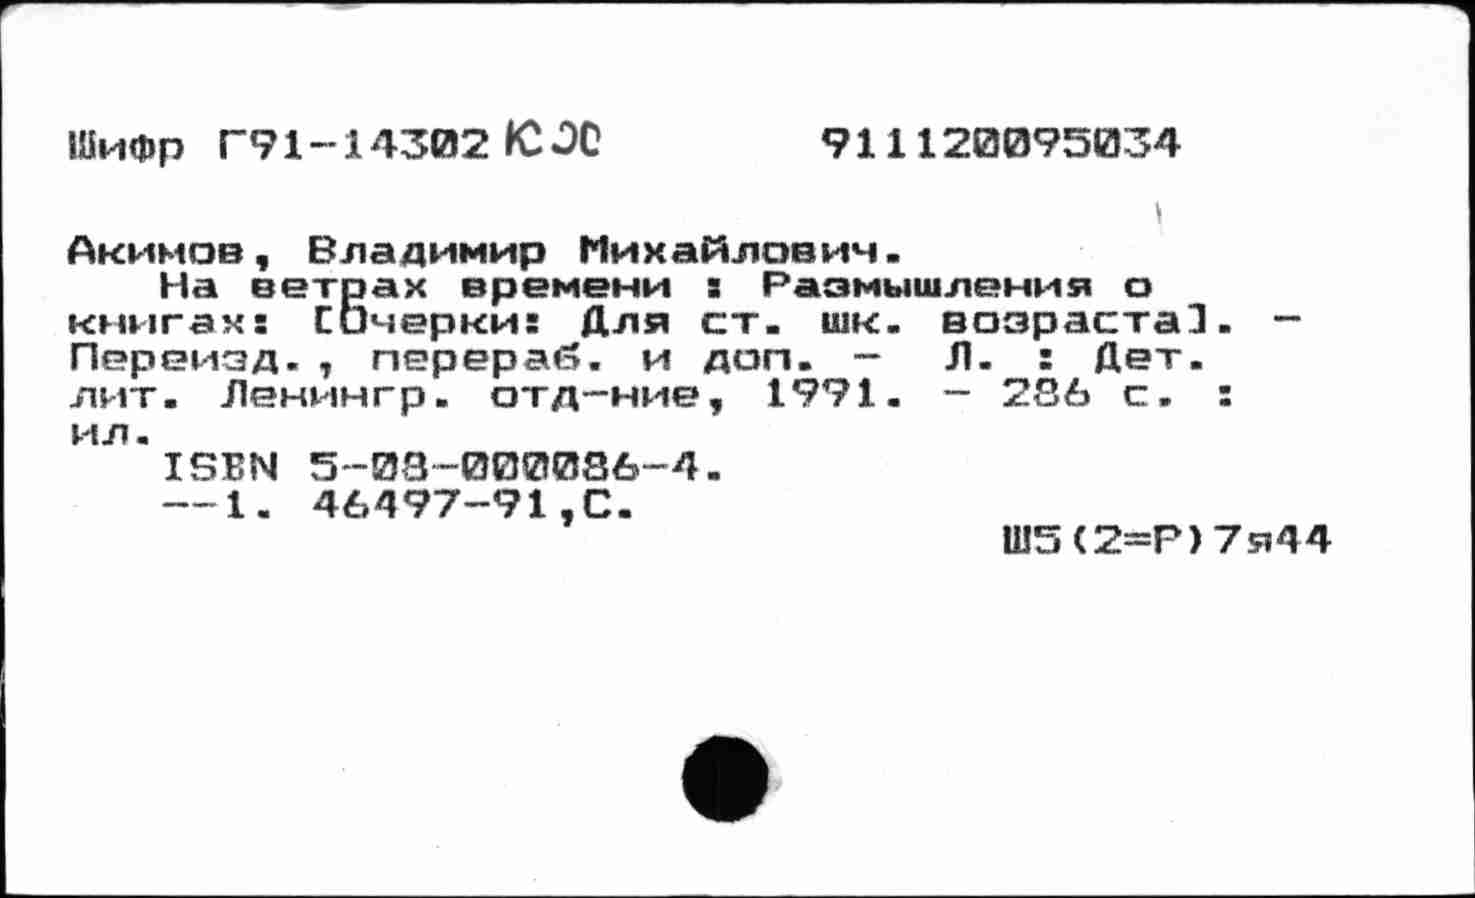 Шифр Г91-14302 КЭХ 911120095034
Акимов, Владимир Михайлович.
На ветрах времени : Размышления о
книгах: [Очерки: Для ст. шк. возраста]. -
Переизд., перераб. и доп. - Л. : Дет.
лит. Ленингр. отд-ние, 1991. - 286 с. :
ил.
ISBN 5-08-000086-4.
--1. 46497-91,С.
Ш5(2=Р)7я44